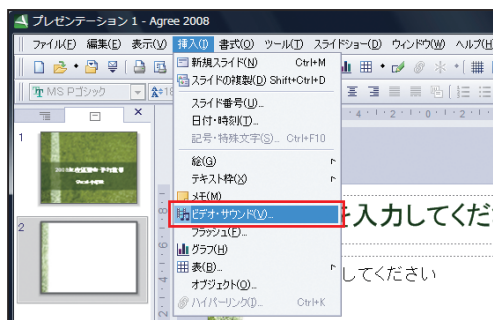 プレゼンテーション 1 - Agree 2008
ファイル(F) 編集(E) 表示(V) 挿入(I) 書式(O) ツール(T) スライドショー(D) ウィンドウ(W) ヘルプ(H)
新規スライド(N) Ctrl+M
スライドの複製(D) Shift+Ctrl+D
MS Pゴシック 18
スライド番号(U)...
日付・時刻(T)...
記号・特殊文字(S)... Ctrl+F10
1
絵(G)
テキスト枠(X)
メモ(M)
ビデオ・サウンド(V)...
を入力してくだ
2
フラッシュ(F)...
グラフ(H)
表(B)...
してください
オブジェクト(O)...
ハイパーリンク(I)... Ctrl+K